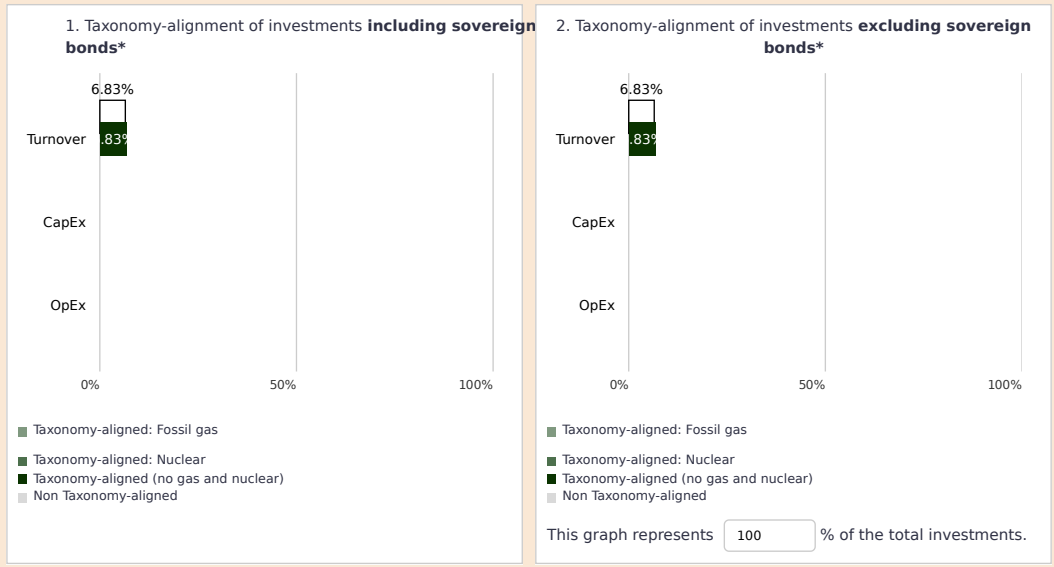 1. Taxonomy-alignment of investments including sovereign
bonds*
6.83%
Turnover
.83%
CapEx
OpEx
0% 50% 100%
Taxonomy-aligned: Fossil gas
Taxonomy-aligned: Nuclear
Taxonomy-aligned (no gas and nuclear)
Non Taxonomy-aligned
2. Taxonomy-alignment of investments excluding sovereign
bonds*
6.83%
Turnover
.83%
CapEx
OpEx
0% 50% 100%
Taxonomy-aligned: Fossil gas
Taxonomy-aligned: Nuclear
Taxonomy-aligned (no gas and nuclear)
Non Taxonomy-aligned
This graph represents 100 % of the total investments.